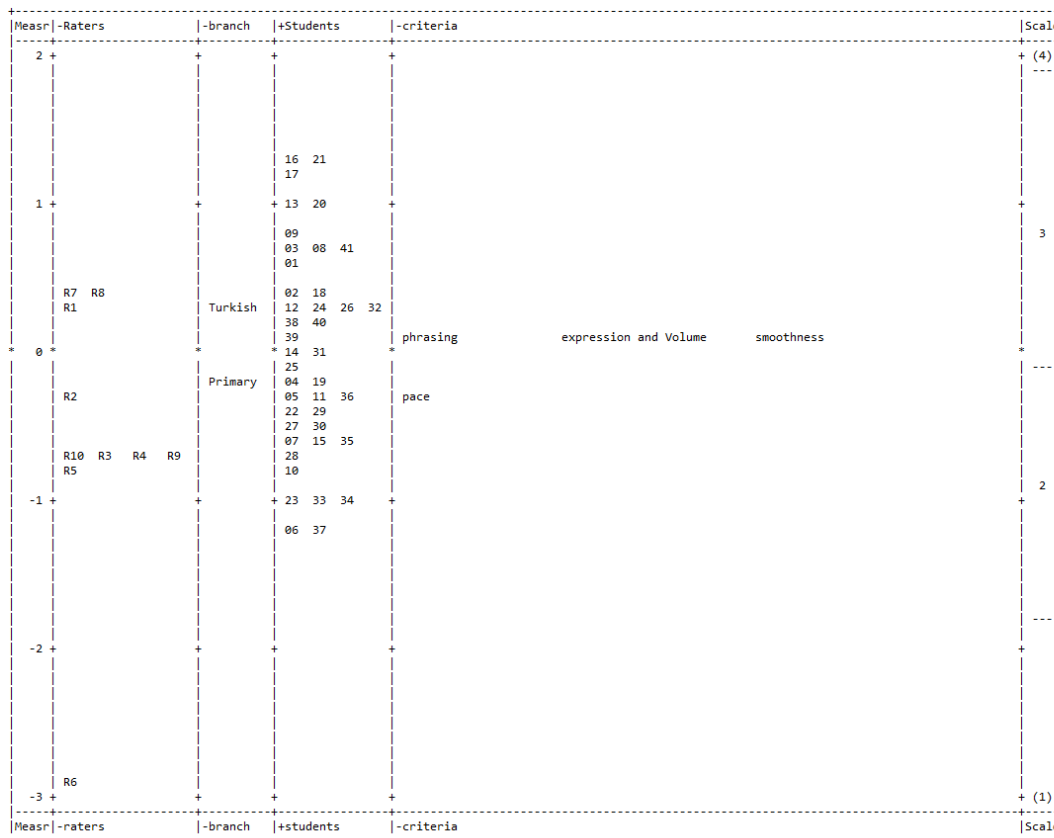 Measr|-Raters |-branch |+Students |-criteria |Scale
2 + + + + + (4)
---
16 21
17
1 + + + 13 20 + +
09 3
03 08 41
01
R7 R8 02 18
R1 Turkish 12 24 26 32
38 40
39 phrasing expression and Volume smoothness
* 0 * * * 14 31 * *
25 ---
Primary 04 19
R2 05 11 36 pace
22 29
27 30
07 15 35
R10 R3 R4 R9 28
R5 10
2
-1 + + + 23 33 34 + +
06 37
---
-2 + + + + +
R6
-3 + + + + + (1)
Measr|-raters |-branch |+students |-criteria |Scale